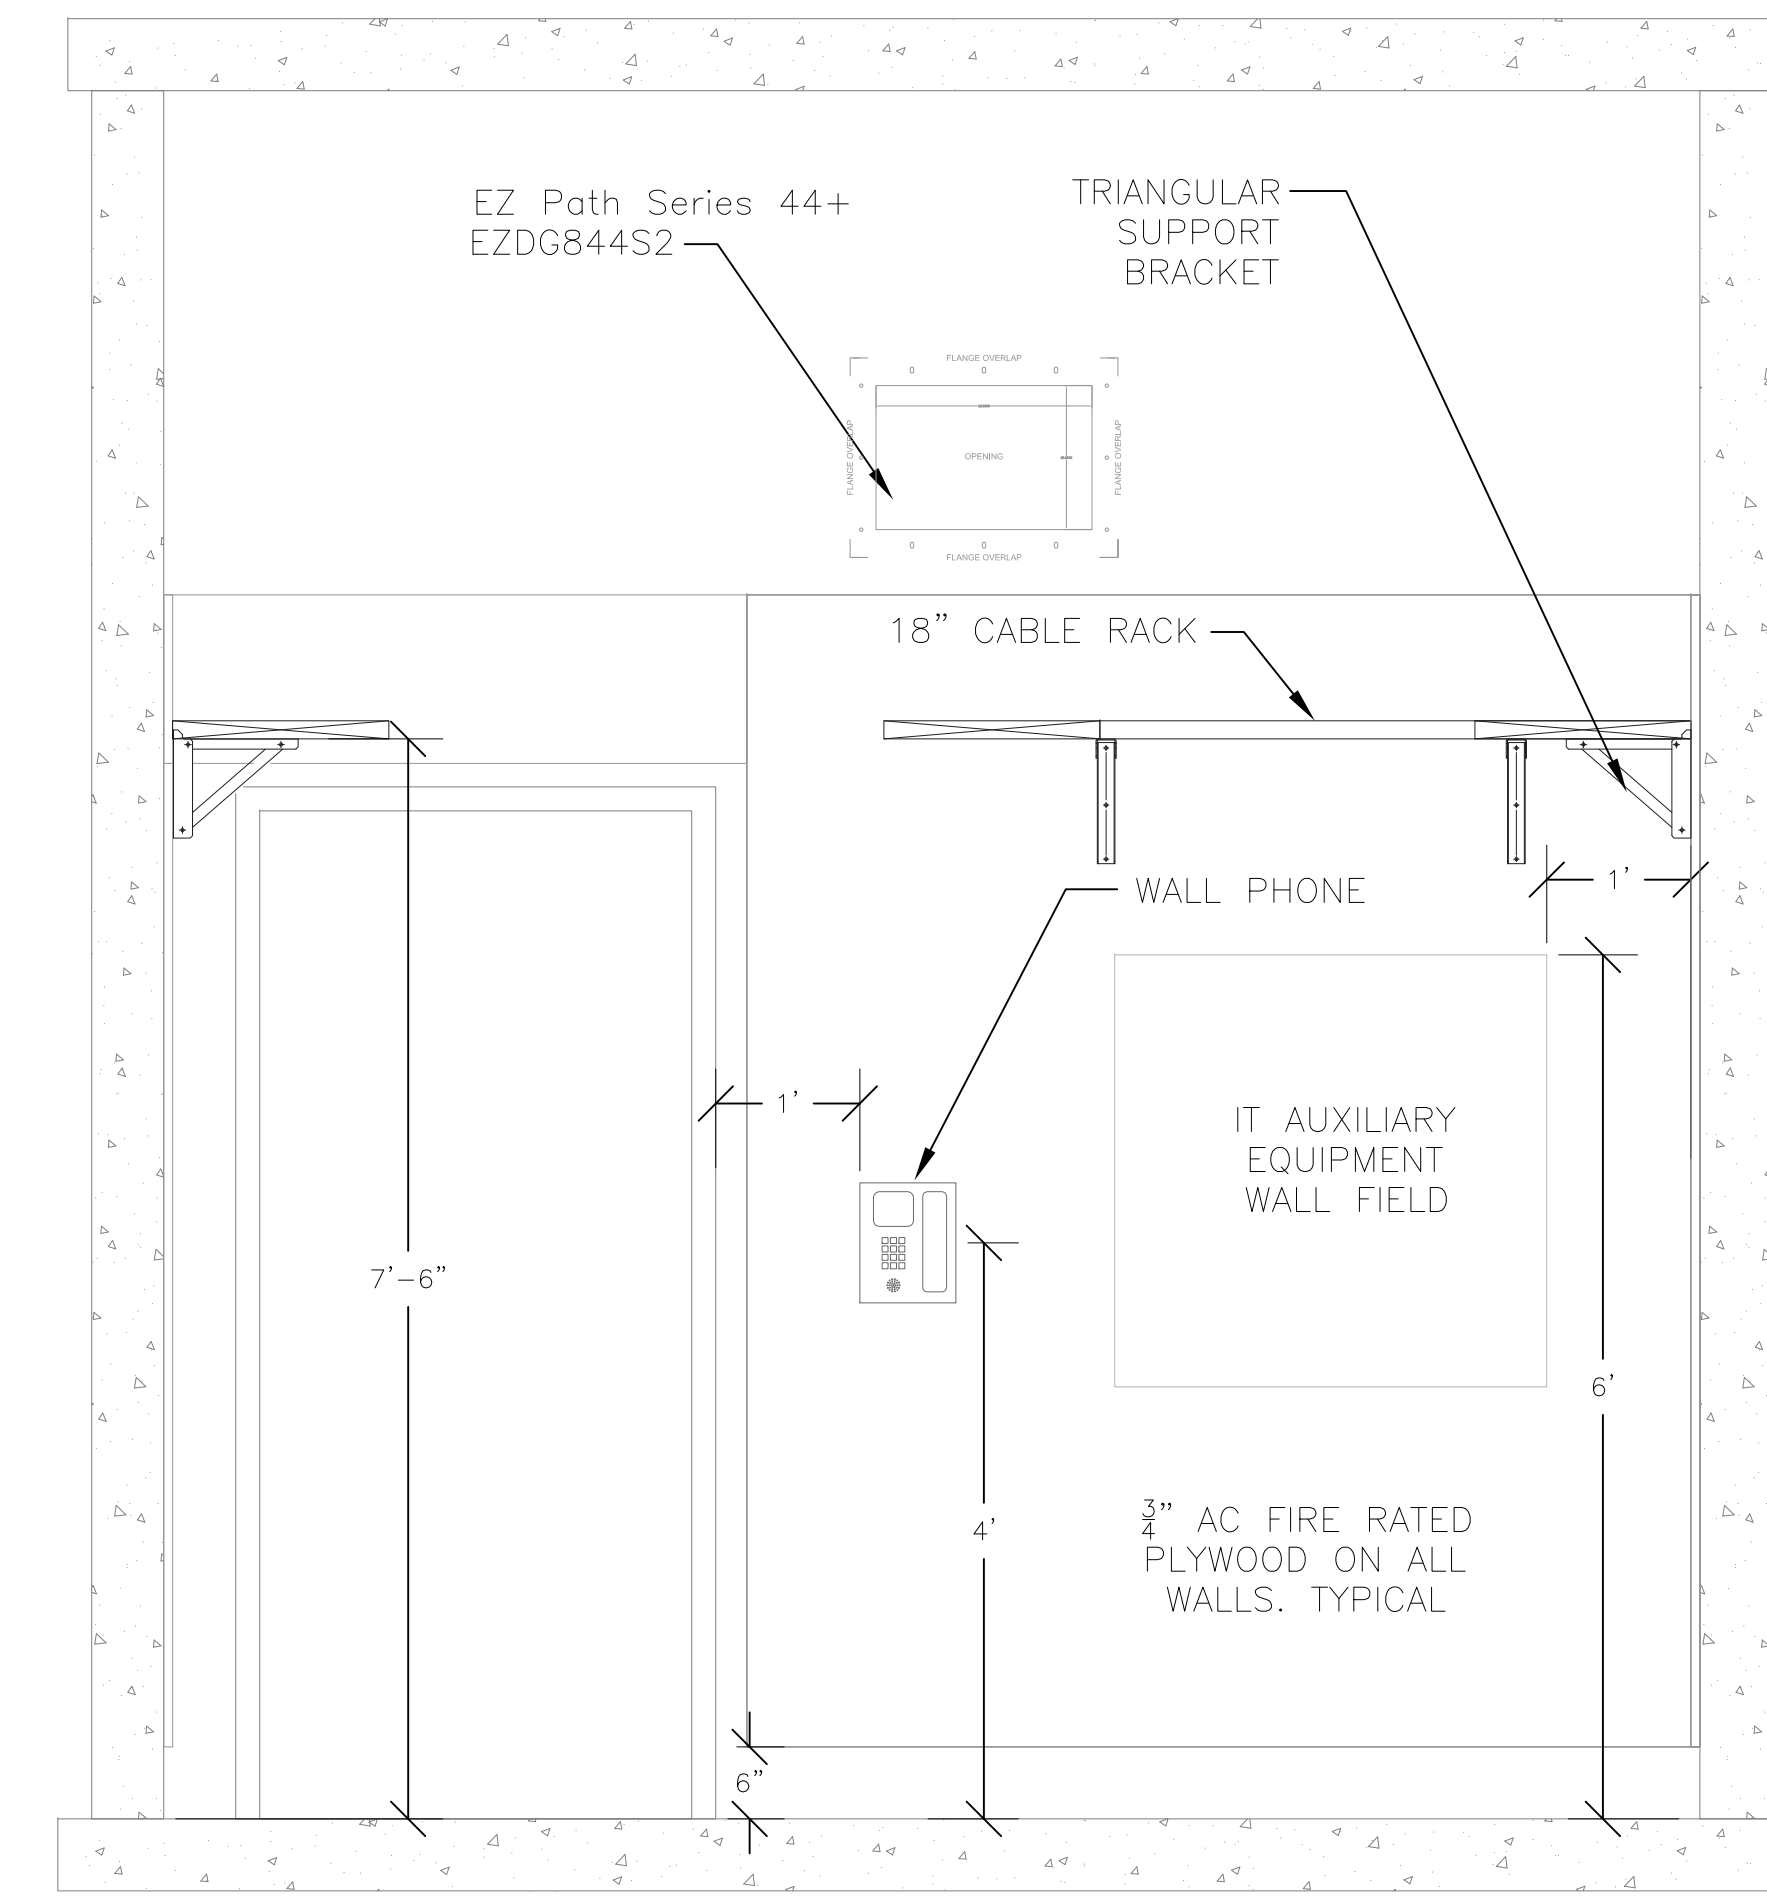 EZ Path Series 44+
EZDG844S2
TRIANGULAR
SUPPORT
BRACKET
FLANGE OVERLAP
FLANGE OVERLAP
OPENING
FLANGE OVERLAP
FLANGE OVERLAP
18” CABLE RACK
WALL PHONE
1’
1’
IT AUXILIARY
EQUIPMENT
WALL FIELD
7’-6”
6’
4’
3/4” AC FIRE RATED
PLYWOOD ON ALL
WALLS. TYPICAL
6”